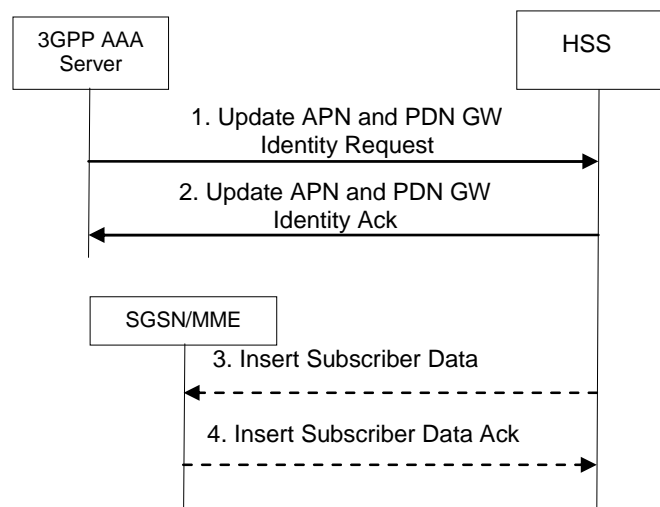 3GPP AAA
Server
HSS
1. Update APN and PDN GW
Identity Request
2. Update APN and PDN GW
Identity Ack
SGSN/MME
3. Insert Subscriber Data
4. Insert Subscriber Data Ack